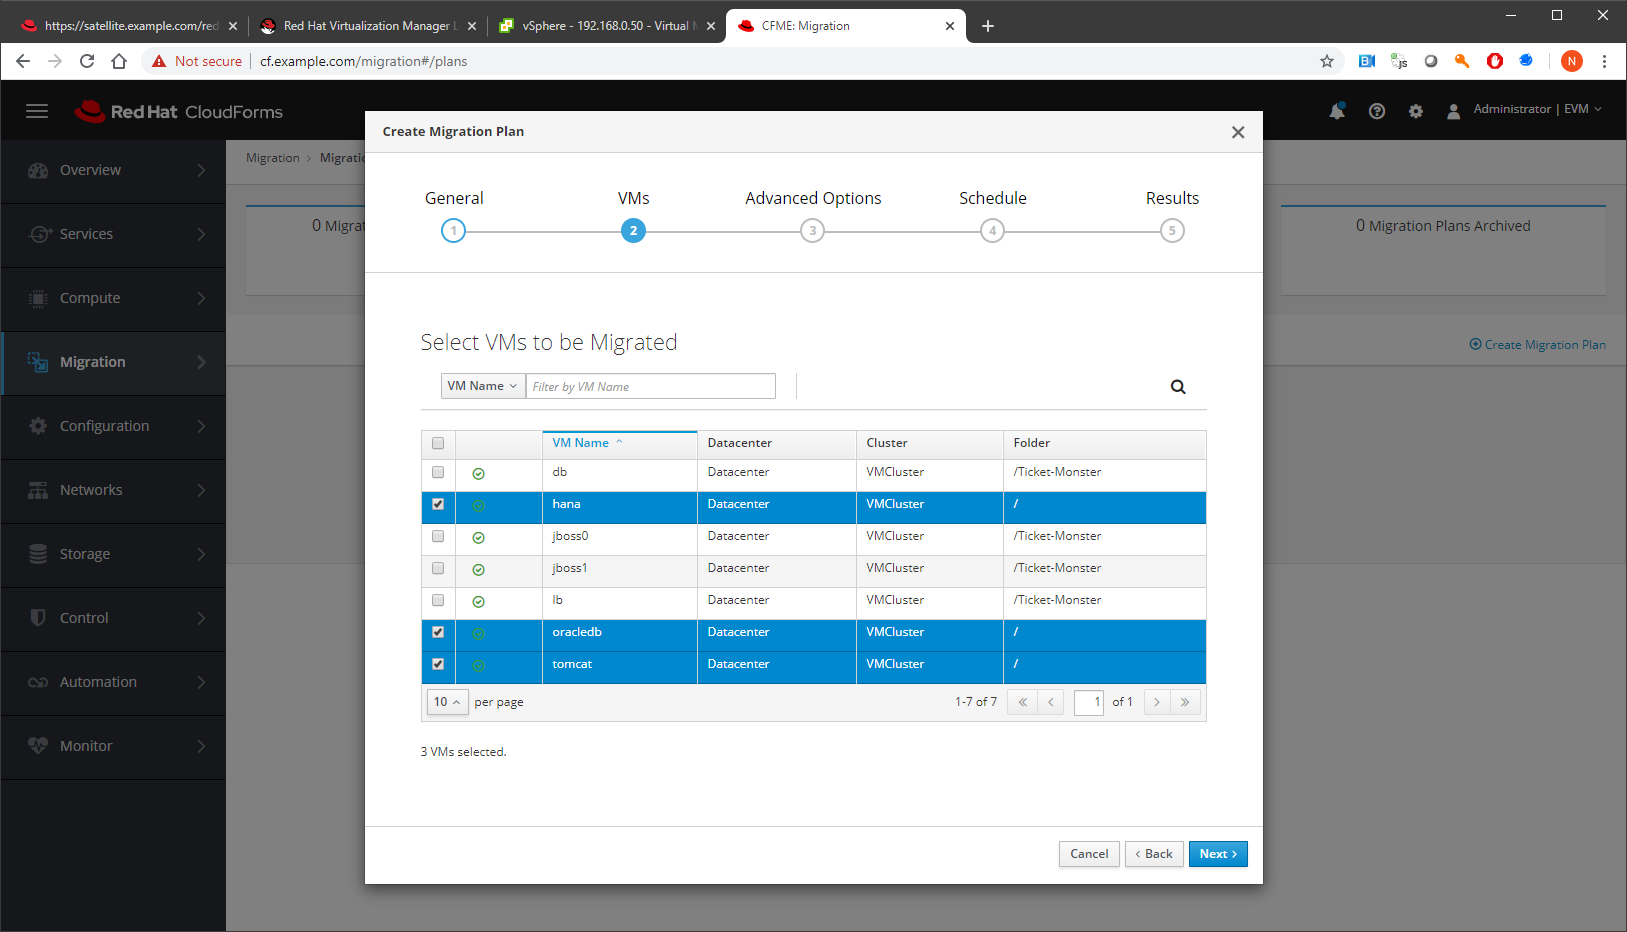 https://satellite.example.com/red
Red Hat Virtualization Manager L
vSphere - 192.168.0.50 - Virtual M
CFME: Migration
Not secure
cf.example.com/migration#/plans
N
Red Hat CloudForms
Administrator | EVM
Overview
Services
Compute
Migration
Configuration
Networks
Storage
Control
Automation
Monitor
Migration > Migratio
0 Migrat
0 Migration Plans Archived
Create Migration Plan
Create Migration Plan
General VMs Advanced Options Schedule Results
1 2 3 4 5
Select VMs to be Migrated
VM Name Filter by VM Name
VM Name Datacenter Cluster Folder
db Datacenter VMCluster /Ticket-Monster
hana Datacenter VMCluster /
jboss0 Datacenter VMCluster /Ticket-Monster
jboss1 Datacenter VMCluster /Ticket-Monster
lb Datacenter VMCluster /Ticket-Monster
oracledb Datacenter VMCluster /
tomcat Datacenter VMCluster /
10 per page 1-7 of 7 « < 1 of 1 > »
3 VMs selected.
Cancel < Back Next >